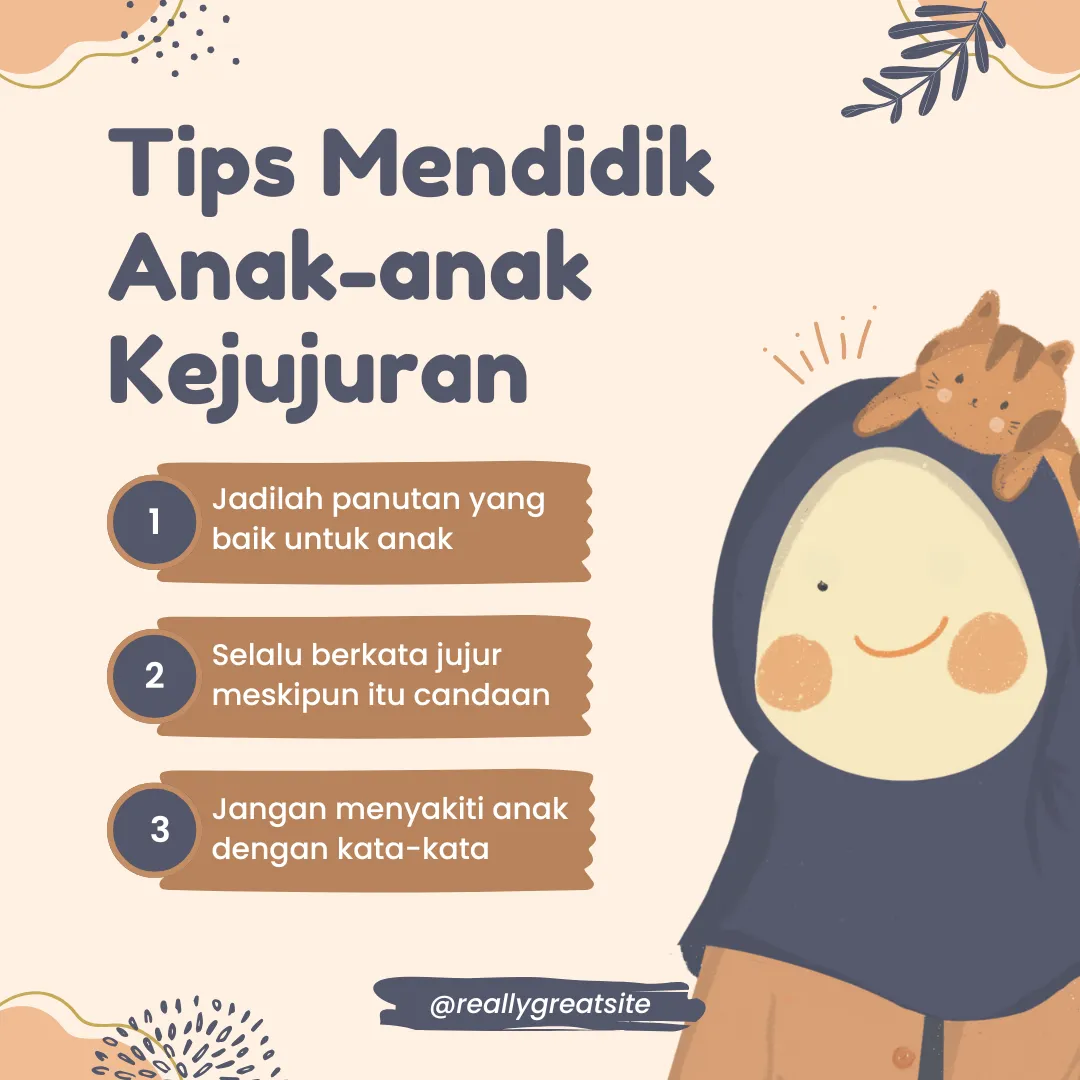 Tips Mendidik
Anak-anak
Kejujuran
1
Jadilah panutan yang
baik untuk anak
2
Selalu berkata jujur
meskipun itu candaan
3
Jangan menyakiti anak
dengan kata-kata
@reallygreatsite